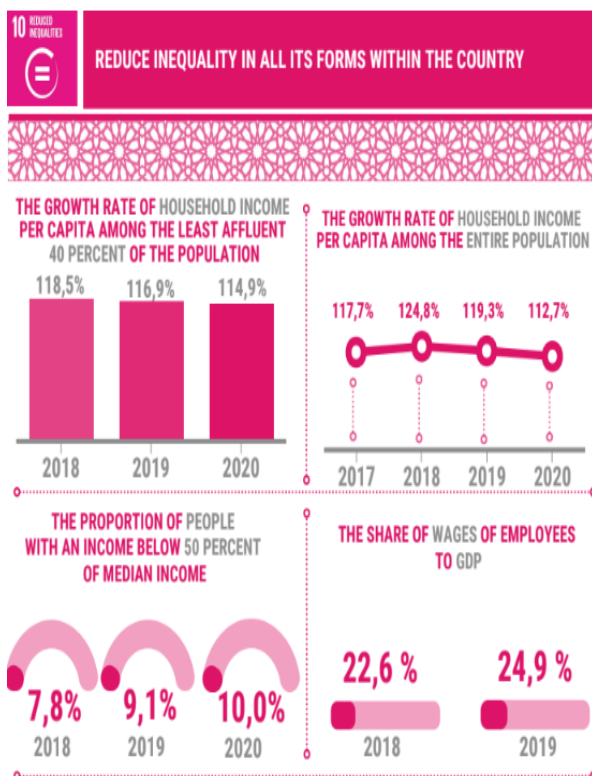 10 REDUCED
INEQUALITIES
REDUCE INEQUALITY IN ALL ITS FORMS WITHIN THE COUNTRY
THE GROWTH RATE OF HOUSEHOLD INCOME
PER CAPITA AMONG THE LEAST AFFLUENT
40 PERCENT OF THE POPULATION
118,5% 116,9% 114,9%
2018 2019 2020
THE GROWTH RATE OF HOUSEHOLD INCOME
PER CAPITA AMONG THE ENTIRE POPULATION
117,7% 124,8% 119,3% 112,7%
2017 2018 2019 2020
THE PROPORTION OF PEOPLE
WITH AN INCOME BELOW 50 PERCENT
OF MEDIAN INCOME
7,8% 9,1% 10,0%
2018 2019 2020
THE SHARE OF WAGES OF EMPLOYEES
TO GDP
22,6 % 24,9 %
2018 2019